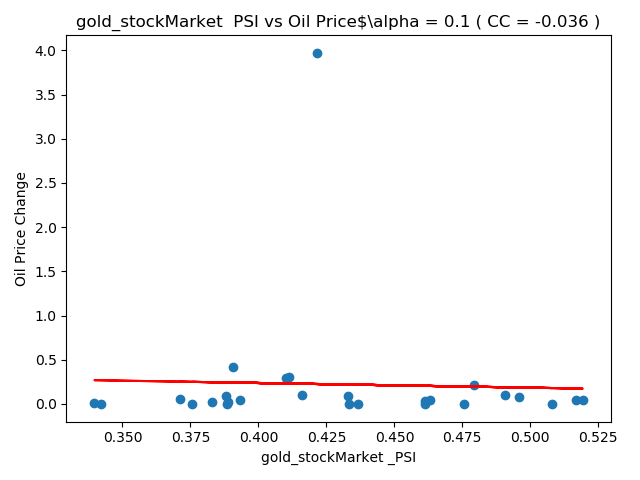 gold_stockMarket  PSI vs Oil Price$\alpha = 0.1 ( CC = -0.036 )
4.0
3.5
3.0
2.5
2.0
1.5
1.0
0.5
0.0
Oil Price Change
0.350 0.375 0.400 0.425 0.450 0.475 0.500 0.525
gold_stockMarket _PSI